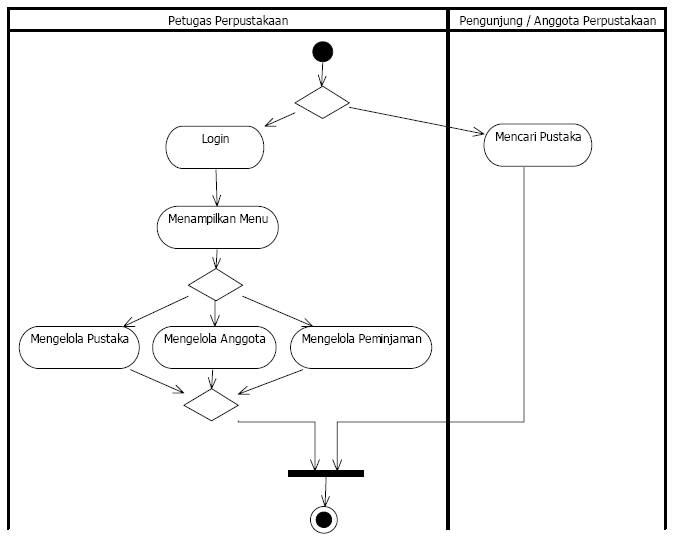 Petugas Perpustakaan
Pengunjung / Anggota Perpustakaan
Login
Mencari Pustaka
Menampilkan Menu
Mengelola Pustaka
Mengelola Anggota
Mengelola Peminjaman